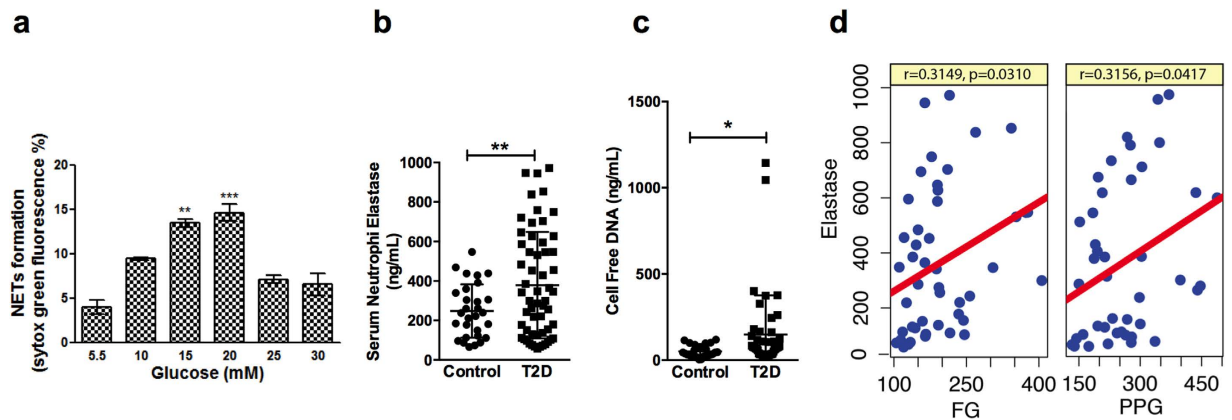 a
NETs formation
(sytox green fluorescence %)
20
15
10
5
0
** ***
5.5 10 15 20 25 30
Glucose (mM)
b
Serum Neutrophi Elastase
(ng/mL)
1000
800
600
400
200
0
**
Control T2D
c
Cell Free DNA (ng/mL)
1500
1000
500
0
*
Control T2D
d
r=0.3149, p=0.0310 r=0.3156, p=0.0417
Elastase
1000
800
600
400
200
0
100 250 400 150 300 450
FG PPG